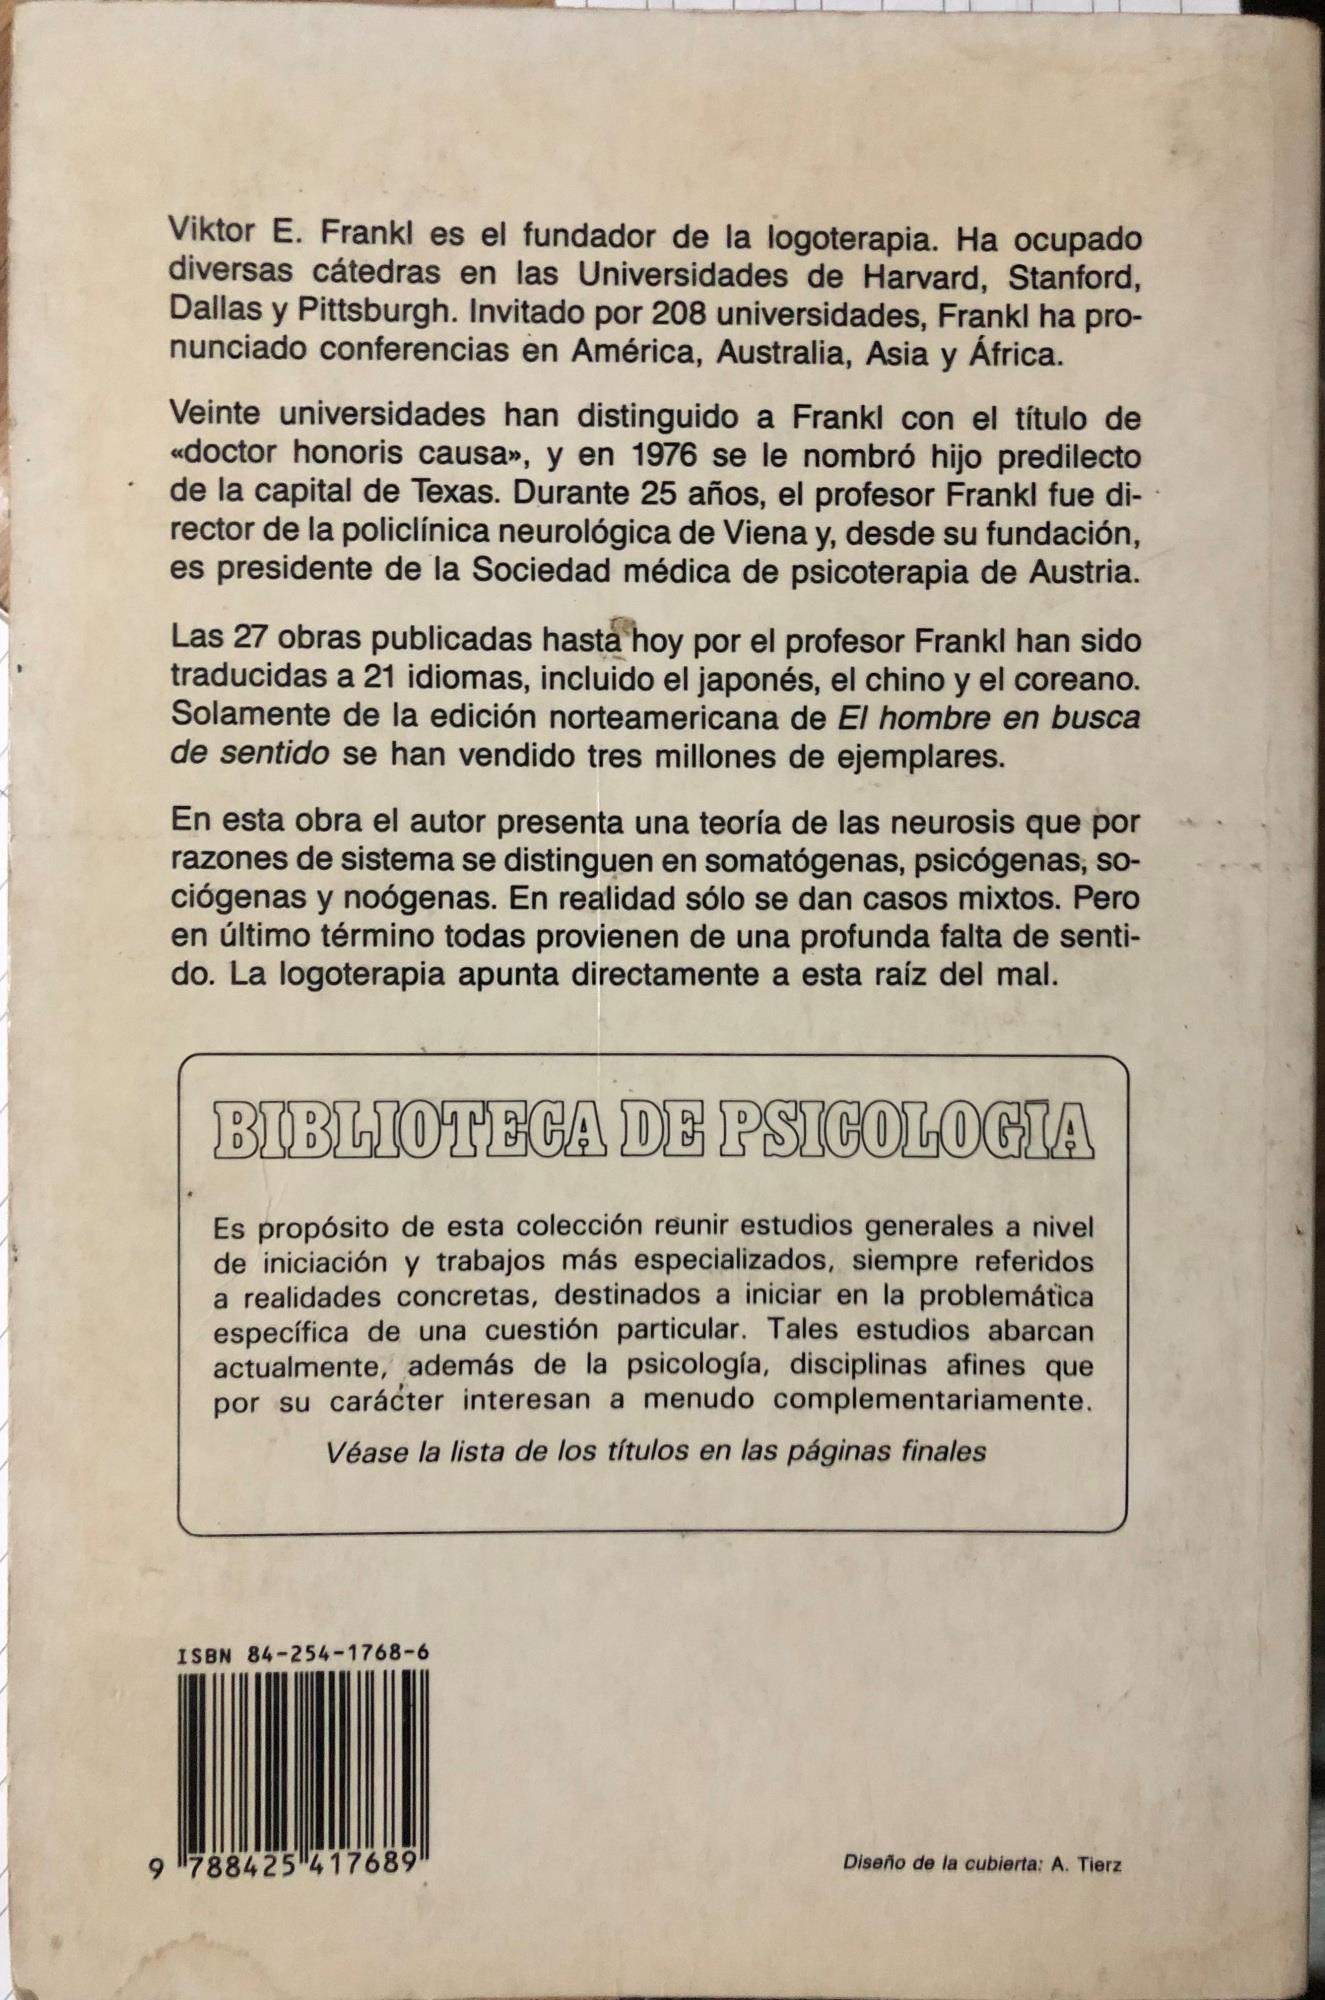 Viktor E. Frankl es el fundador de la logoterapia. Ha ocupado
diversas cátedras en las Universidades de Harvard, Stanford,
Dallas y Pittsburgh. Invitado por 208 universidades, Frankl ha pro-
nunciado conferencias en América, Australia, Asia y África.
Veinte universidades han distinguido a Frankl con el título de
«doctor honoris causa», y en 1976 se le nombró hijo predilecto
de la capital de Texas. Durante 25 años, el profesor Frankl fue di-
rector de la policlínica neurológica de Viena y, desde su fundación,
es presidente de la Sociedad médica de psicoterapia de Austria.
Las 27 obras publicadas hasta hoy por el profesor Frankl han sido
traducidas a 21 idiomas, incluido el japonés, el chino y el coreano.
Solamente de la edición norteamericana de El hombre en busca
de sentido se han vendido tres millones de ejemplares.
En esta obra el autor presenta una teoría de las neurosis que por
razones de sistema se distinguen en somatógenas, psicógenas, so-
ciógenas y noógenas. En realidad sólo se dan casos mixtos. Pero
en último término todas provienen de una profunda falta de senti-
do. La logoterapia apunta directamente a esta raíz del mal.
BIBLIOTECA DE PSICOLOGÍA
Es propósito de esta colección reunir estudios generales a nivel
de iniciación y trabajos más especializados, siempre referidos
a realidades concretas, destinados a iniciar en la problemática
específica de una cuestión particular. Tales estudios abarcan
actualmente, además de la psicología, disciplinas afines que
por su carácter interesan a menudo complementariamente.
Véase la lista de los títulos en las páginas finales
ISBN 84-254-1768-6
9 788425 417689
Diseño de la cubierta: A. Tierz